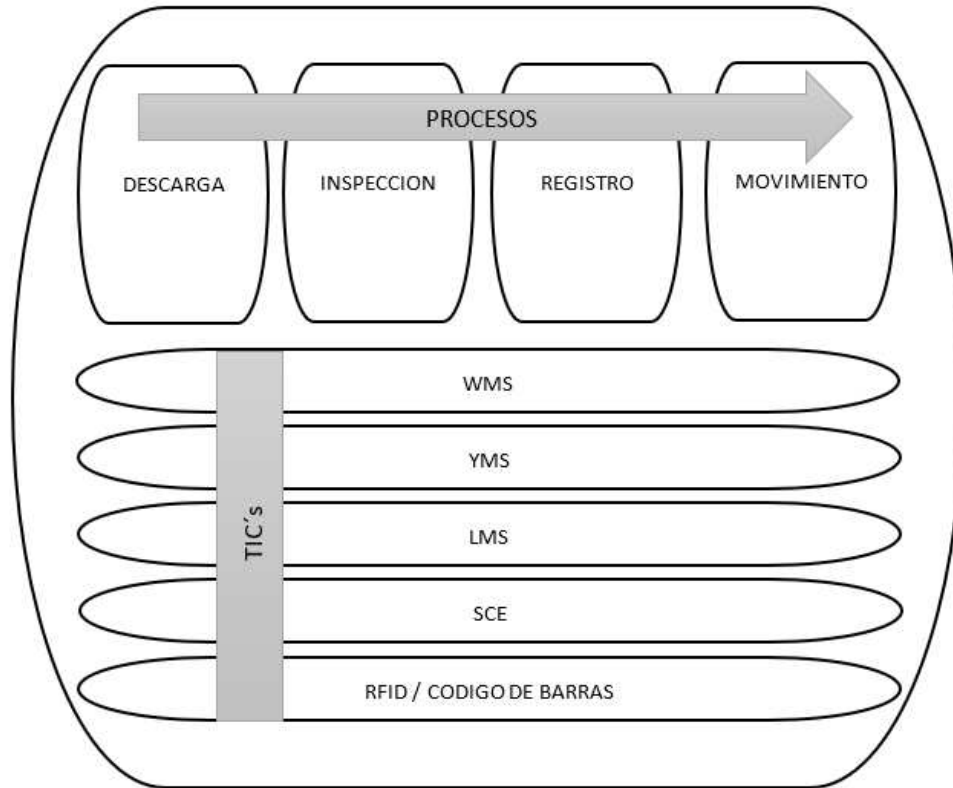 PROCESOS
DESCARGA
INSPECCION
REGISTRO
MOVIMIENTO
TIC´s
WMS
YMS
LMS
SCE
RFID / CODIGO DE BARRAS